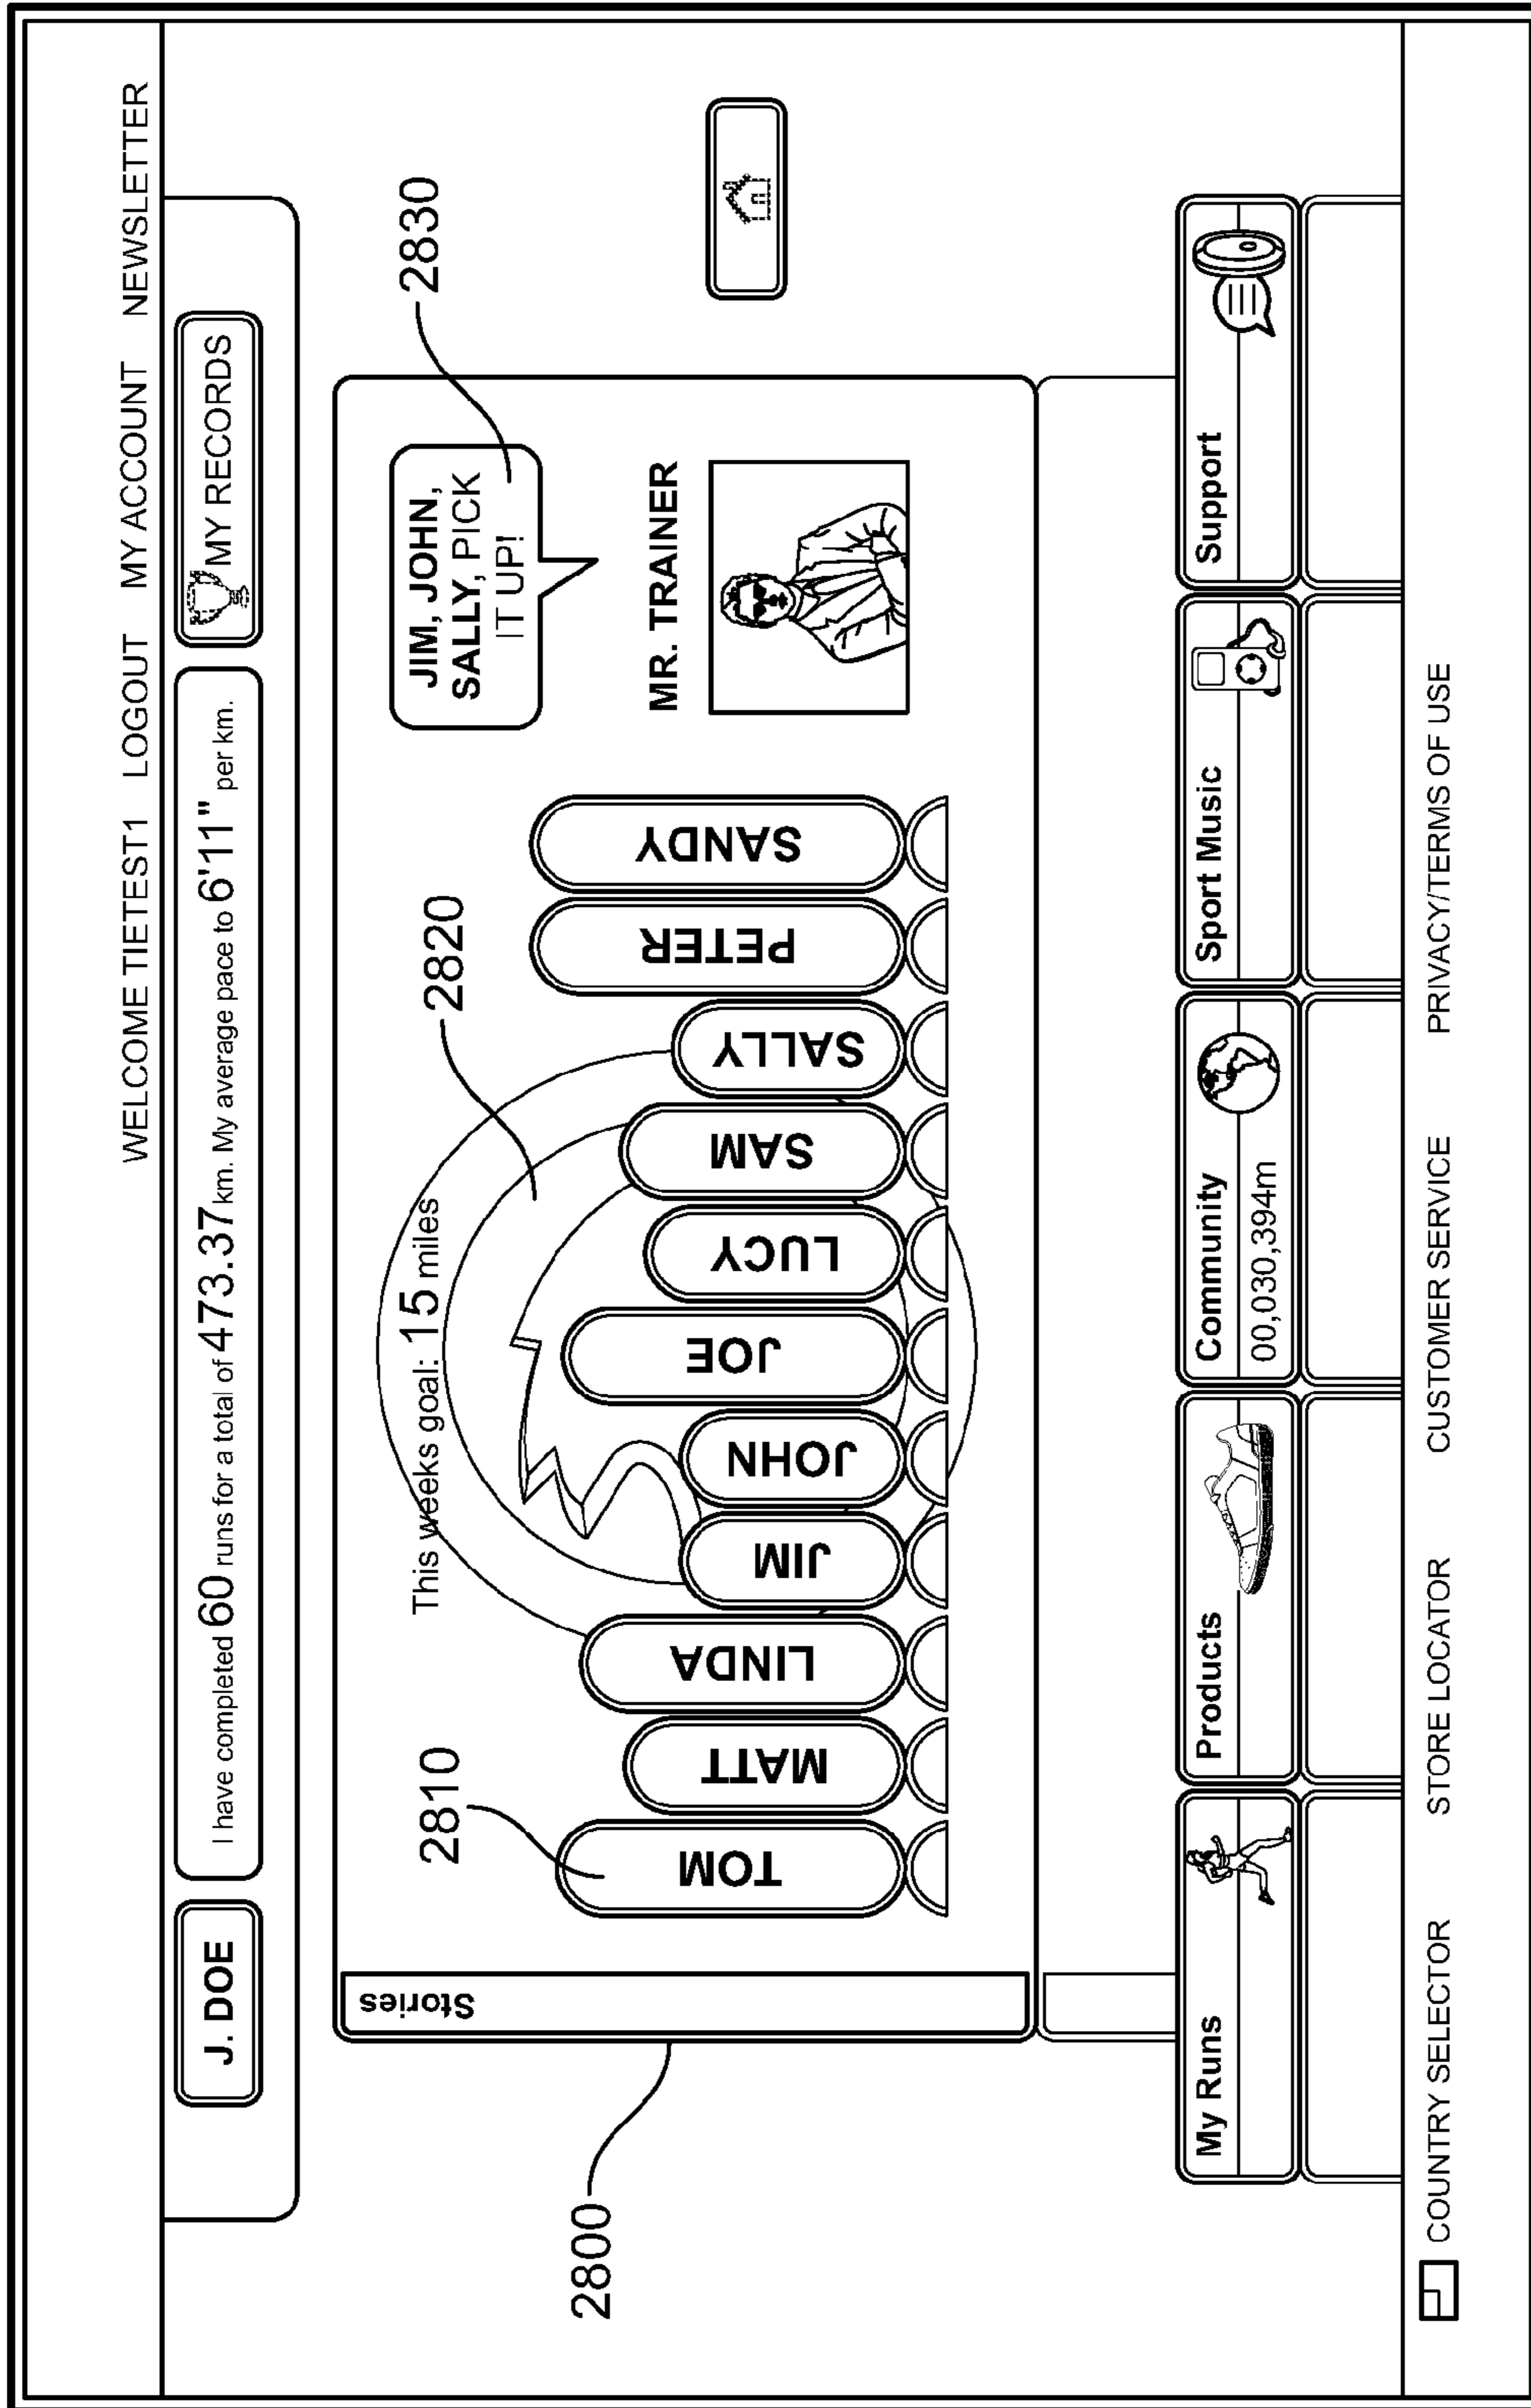 WELCOME TIETEST1 LOGOUT MY ACCOUNT NEWSLETTER
J. DOE
I have completed 60 runs for a total of 473.37km. My average pace to 6'11" per km.
MY RECORDS
2800
Stories
2810
This weeks goal: 15 miles
2820
2830
JIM, JOHN,
SALLY, PICK
IT UP!
MR. TRAINER
TOM
MATT
LINDA
JIM
JOHN
JOE
LUCY
SAM
SALLY
PETER
SANDY
My Runs
Products
Community
00,030,394m
Sport Music
Support
COUNTRY SELECTOR STORE LOCATOR CUSTOMER SERVICE PRIVACY/TERMS OF USE